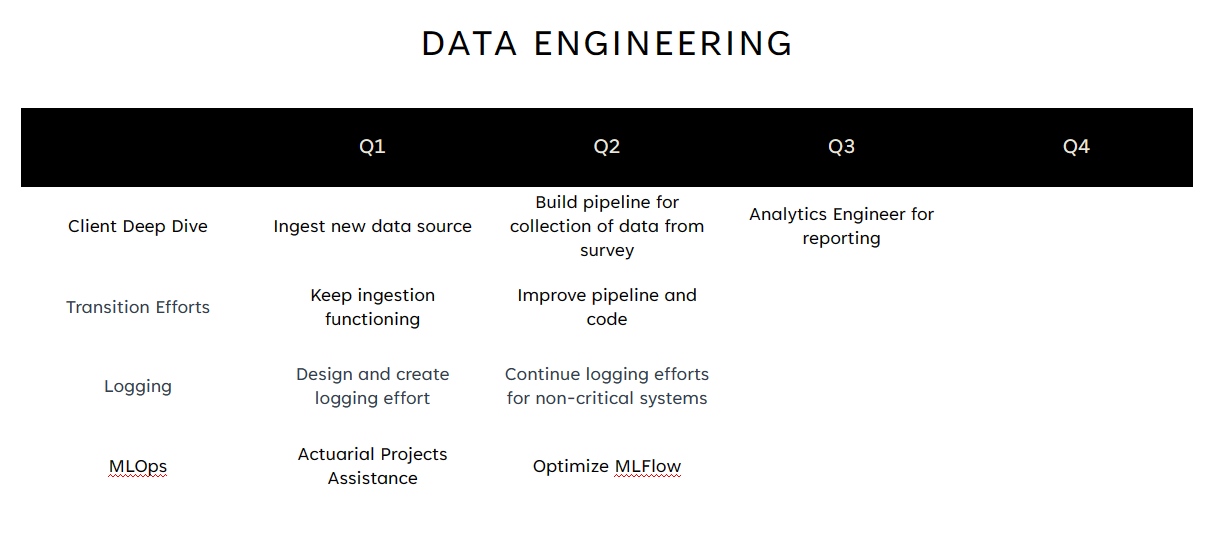 DATA ENGINEERING
Q1 Q2 Q3 Q4
Client Deep Dive
Ingest new data source
Build pipeline for
collection of data from
survey
Analytics Engineer for
reporting
Transition Efforts
Keep ingestion
functioning
Improve pipeline and
code
Logging
Design and create
logging effort
Continue logging efforts
for non-critical systems
MLOps
Actuarial Projects
Assistance
Optimize MLFlow